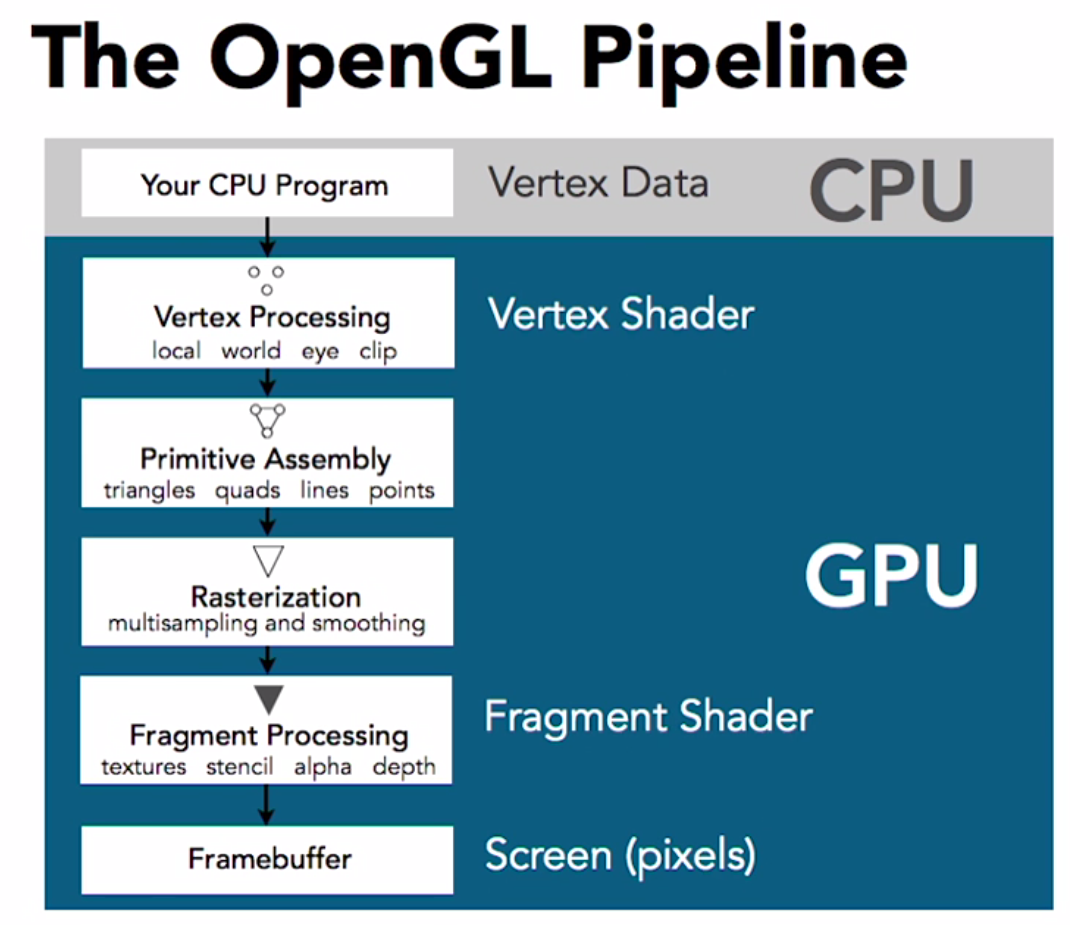 The OpenGL Pipeline
Your CPU Program
Vertex Data
CPU
Vertex Processing
local world eye clip
Vertex Shader
Primitive Assembly
triangles quads lines points
Rasterization
multisampling and smoothing
GPU
Fragment Processing
textures stencil alpha depth
Fragment Shader
Framebuffer
Screen (pixels)